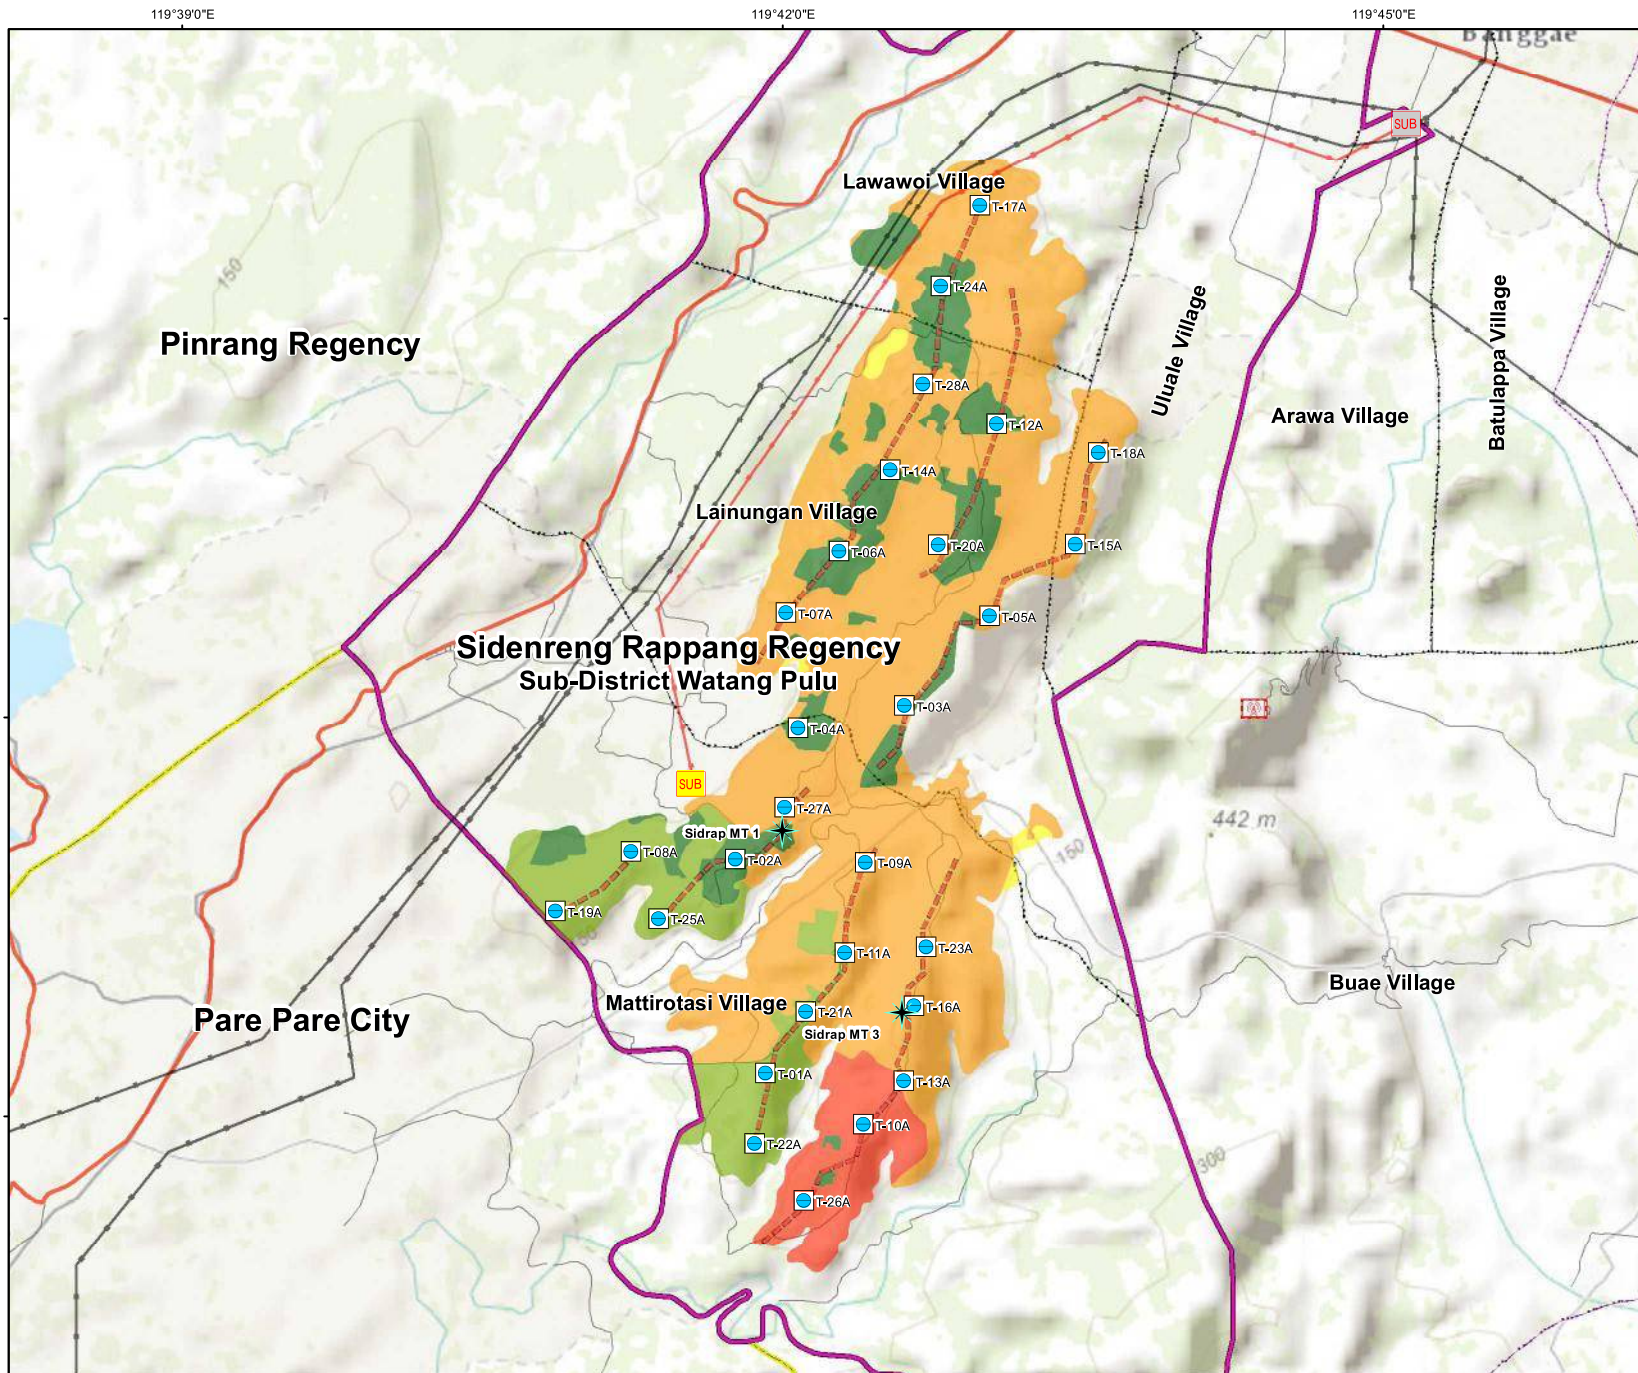 119°39'0"E
119°42'0"E
119°45'0"E
Banggae
SUB
Lawawoi Village
T-17A
150
T-24A
Uluale Village
Batulappa Village
Pinrang Regency
T-28A
Arawa Village
T-12A
T-18A
T-14A
Lainungan Village
T-20A
T-15A
T-06A
T-07A
T-05A
Sidenreng Rappang Regency
Sub-District Watang Pulu
T-03A
T-04A
SUB
T-27A
442 m
Sidrap MT 1
T-08A
T-02A
T-09A
150
T-19A
T-25A
T-23A
T-11A
Buae Village
Mattirotasi Village
T-16A
T-21A
Pare Pare City
Sidrap MT 3
T-01A
T-13A
T-10A
T-22A
300
T-26A